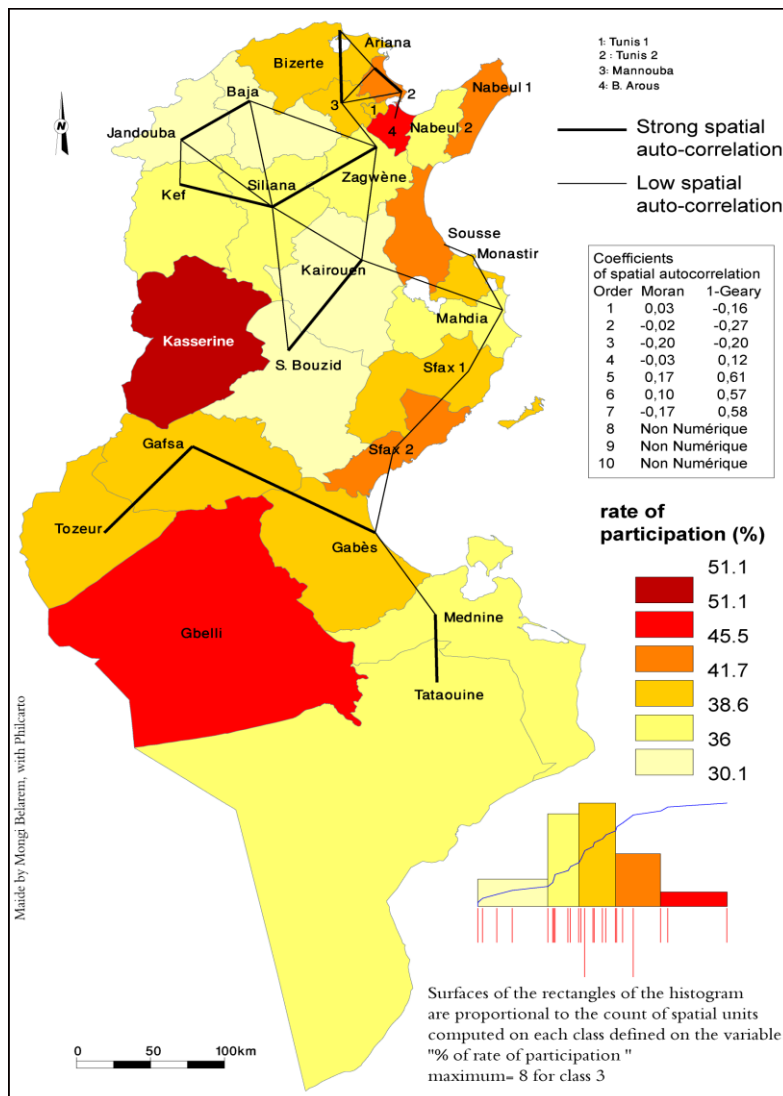 Ariana
Bizerte
Baja
Jandouba
Kef
Siliana
Zagwène
Nabeul 1
Nabeul 2
1
2
3
4
Sousse
Monastir
Kairouen
Mahdia
Kasserine
S. Bouzid
Sfax 1
Sfax 2
Gafsa
Tozeur
Gabès
Gbelli
Mednine
Tataouine
N
1: Tunis 1
2 : Tunis 2
3: Mannouba
4: B. Arous
Strong spatial
auto-correlation
Low spatial
auto-correlation
Coefficients
of spatial autocorrelation
Order Moran 1-Geary
1 0,03 -0,16
2 -0,02 -0,27
3 -0,20 -0,20
4 -0,03 0,12
5 0,17 0,61
6 0,10 0,57
7 -0,17 0,58
8 Non Numérique
9 Non Numérique
10 Non Numérique
rate of
participation (%)
51.1
51.1
45.5
41.7
38.6
36
30.1
Surfaces of the rectangles of the histogram
are proportional to the count of spatial units
computed on each class defined on the variable
"% of rate of participation "
maximum= 8 for class 3
0 50 100km
Maide by Mongi Belarem, with Philcarto